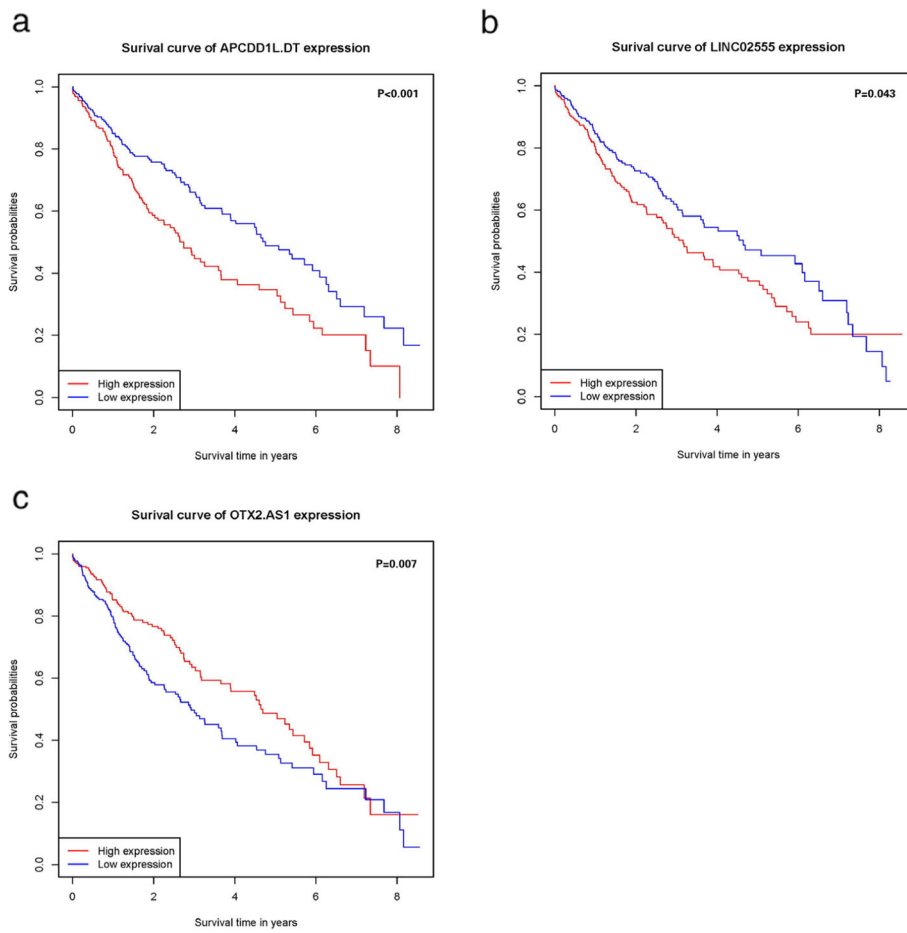 a
Surival curve of APCDD1L.DT expression
P<0.001
Survival probabilities
1.0
0.8
0.6
0.4
0.2
0.0
High expression
Low expression
0 2 4 6 8
Survival time in years
b
Surival curve of LINC02555 expression
P=0.043
Survival probabilities
1.0
0.8
0.6
0.4
0.2
0.0
High expression
Low expression
0 2 4 6 8
Survival time in years
c
Surival curve of OTX2.AS1 expression
P=0.007
Survival probabilities
1.0
0.8
0.6
0.4
0.2
0.0
High expression
Low expression
0 2 4 6 8
Survival time in years